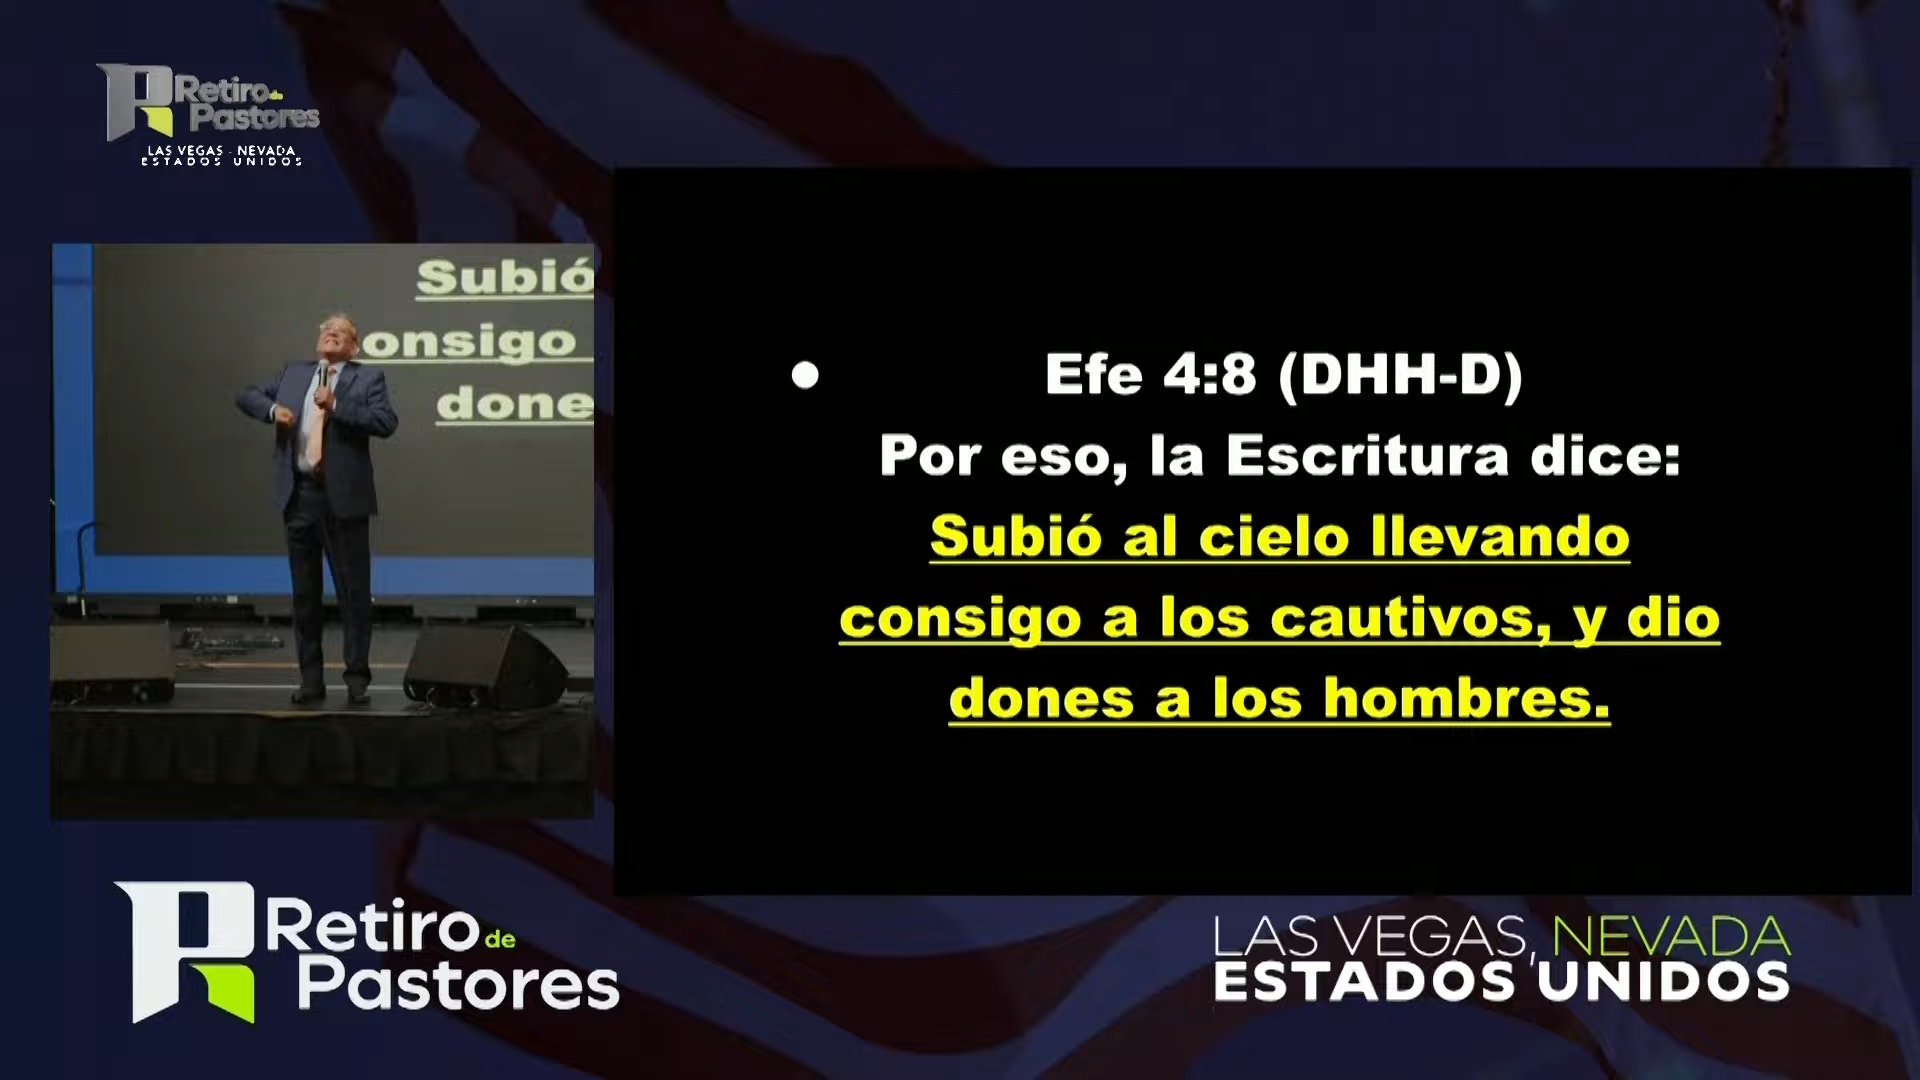 Retiro de
Pastores
LAS VEGAS - NEVADA
ESTADOS UNIDOS
Subió
onsigo
done
• Efe 4:8 (DHH-D)
Por eso, la Escritura dice:
Subió al cielo llevando
consigo a los cautivos, y dio
dones a los hombres.
Retiro de
Pastores
LAS VEGAS, NEVADA
ESTADOS UNIDOS